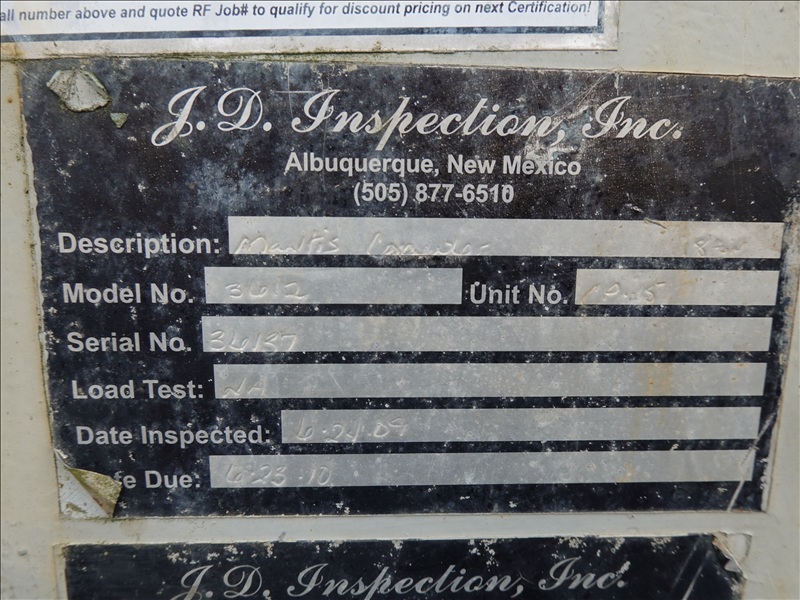 all number above and quote RF Job# to qualify for discount pricing on next Certification!
J. D. Inspection, Inc.
Albuquerque, New Mexico
(505) 877-6510
Description: Mantis
Model No. 3612 Unit No.
Serial No. 36137
Load Test: NA
Date Inspected: 6-24-09
Due: 6-23-10
J. D. Inspection, Inc.